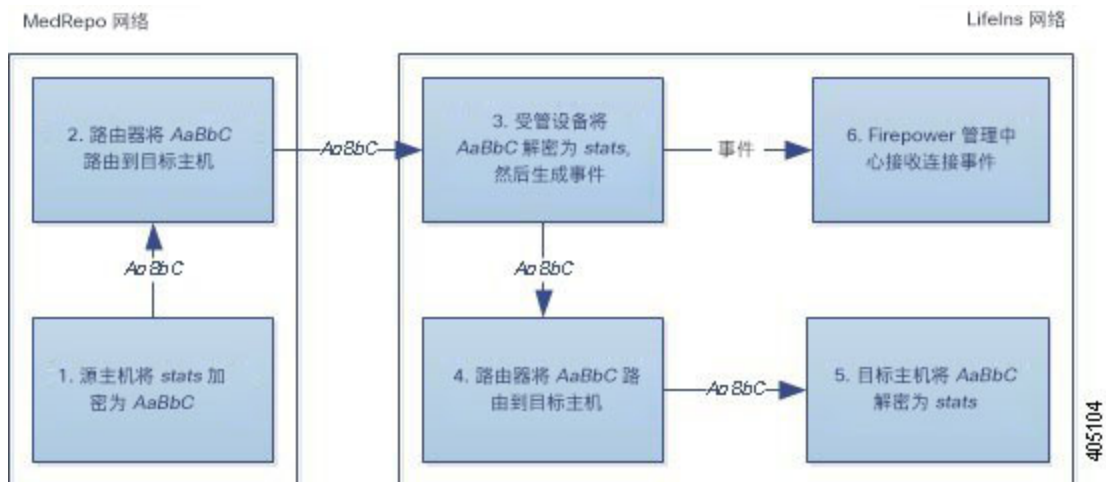 MedRepo 网络
LifeIns 网络
2. 路由器将 AaBbC
路由到目标主机
AaBbC
3. 受管设备将
AaBbC 解密为 stats,
然后生成事件
事件
6. Firepower 管理中
心接收连接事件
AaBbC
AaBbC
1. 源主机将 stats 加
密为 AaBbC
4. 路由器将 AaBbC 路
由到目标主机
AaBbC
5. 目标主机将 AaBbC
解密为 stats
405104